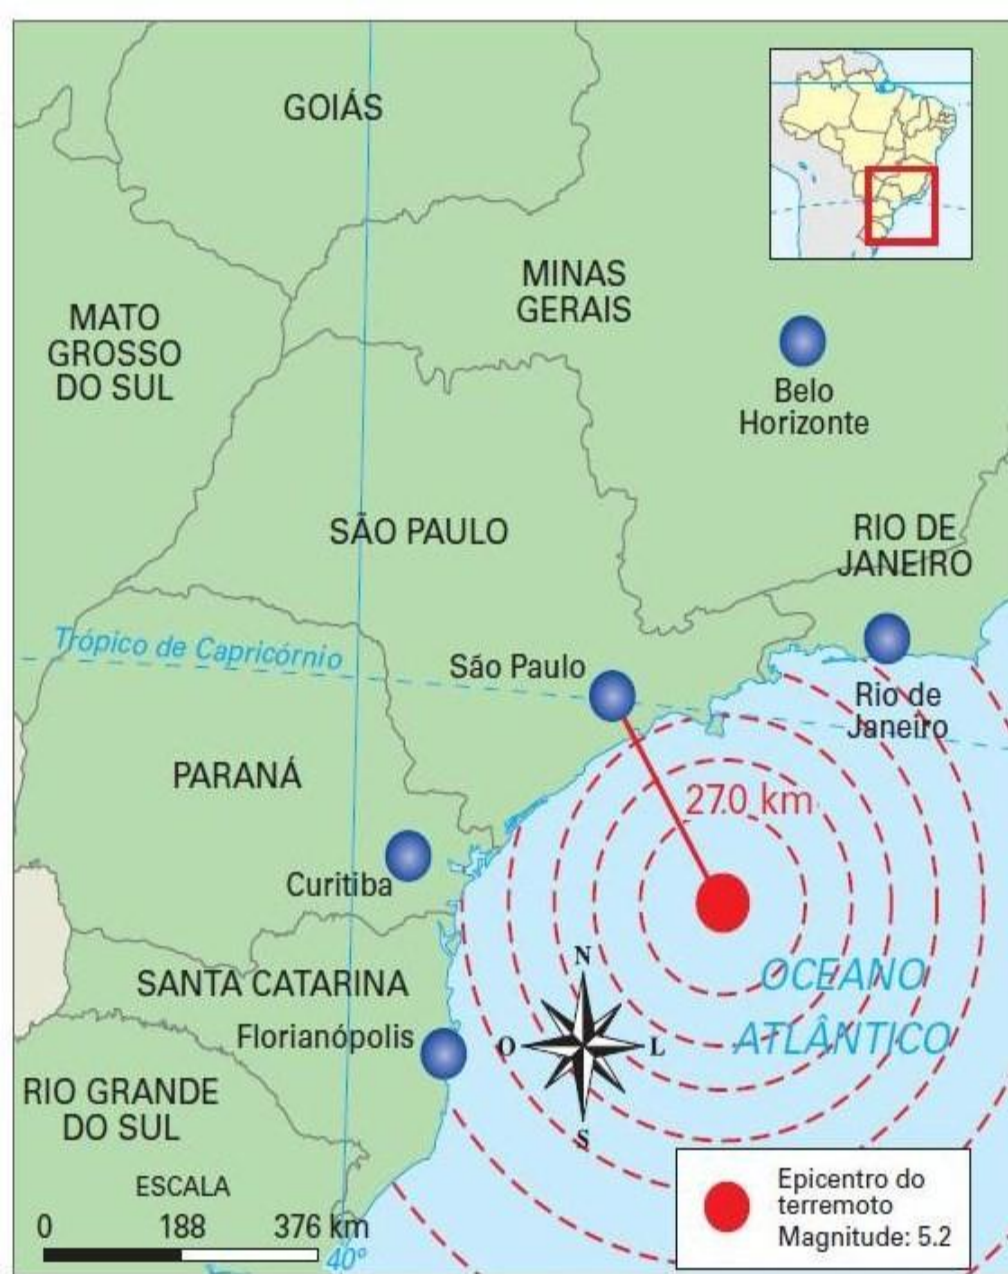 GOIÁS
MINAS
GERAIS
MATO
GROSSO
DO SUL
Belo
Horizonte
SÃO PAULO
RIO DE
JANEIRO
Trópico de Capricórnio
São Paulo
Rio de
Janeiro
PARANÁ
270 km
Curitiba
N
OCEANO
SANTA CATARINA
Florianópolis
O
L
ATLÂNTICO
RIO GRANDE
DO SUL
S
ESCALA
0 188 376 km
40°
Epicentro do
terremoto
Magnitude: 5.2